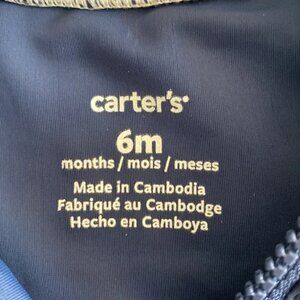 carter's
6m
months / mois / meses
Made in Cambodia
Fabriqué au Cambodge
Hecho en Camboya